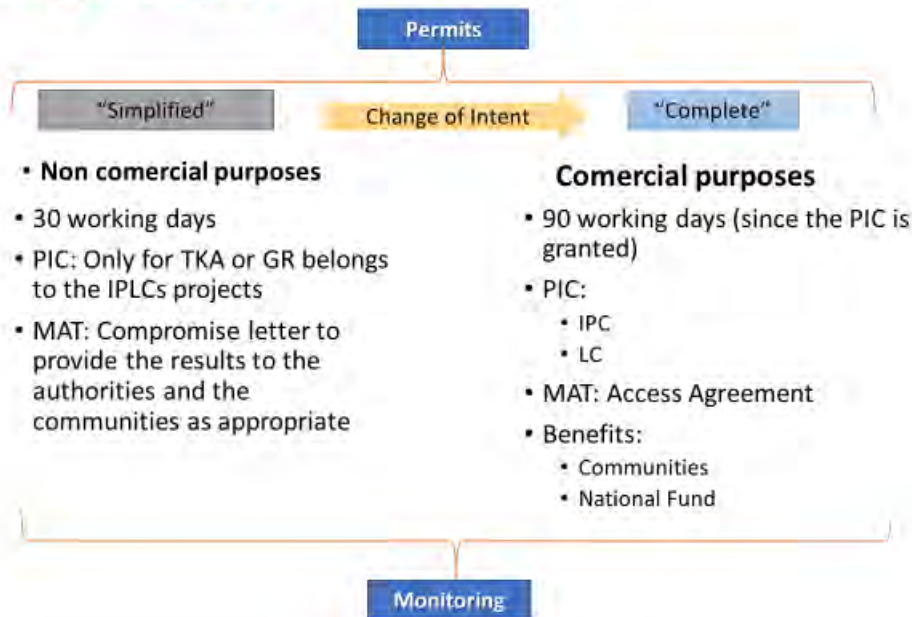 Permits
"Simplified"
Change of Intent
"Complete"
• Non comercial purposes
• 30 working days
• PIC: Only for TKA or GR belongs
to the IPLCs projects
• MAT: Compromise letter to
provide the results to the
authorities and the
communities as appropriate
Comercial purposes
• 90 working days (since the PIC is
granted)
• PIC:
• IPC
• LC
• MAT: Access Agreement
• Benefits:
• Communities
• National Fund
Monitoring